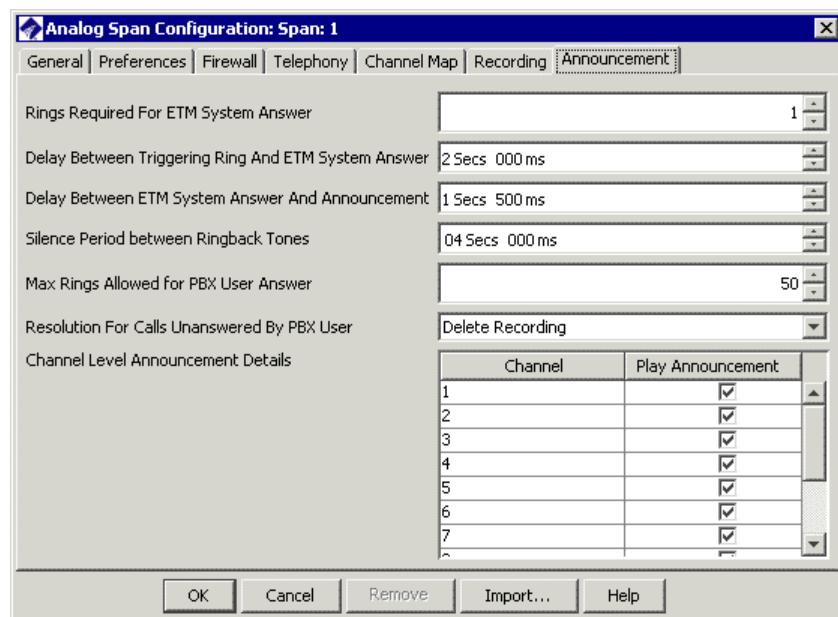 Analog Span Configuration: Span: 1
General Preferences Firewall Telephony Channel Map Recording Announcement
Rings Required For ETM System Answer 1
Delay Between Triggering Ring And ETM System Answer 2 Secs 000 ms
Delay Between ETM System Answer And Announcement 1 Secs 500 ms
Silence Period between Ringback Tones 04 Secs 000 ms
Max Rings Allowed for PBX User Answer 50
Resolution For Calls Unanswered By PBX User Delete Recording
Channel Level Announcement Details
Channel Play Announcement
1
2
3
4
5
6
7
OK Cancel Remove Import... Help